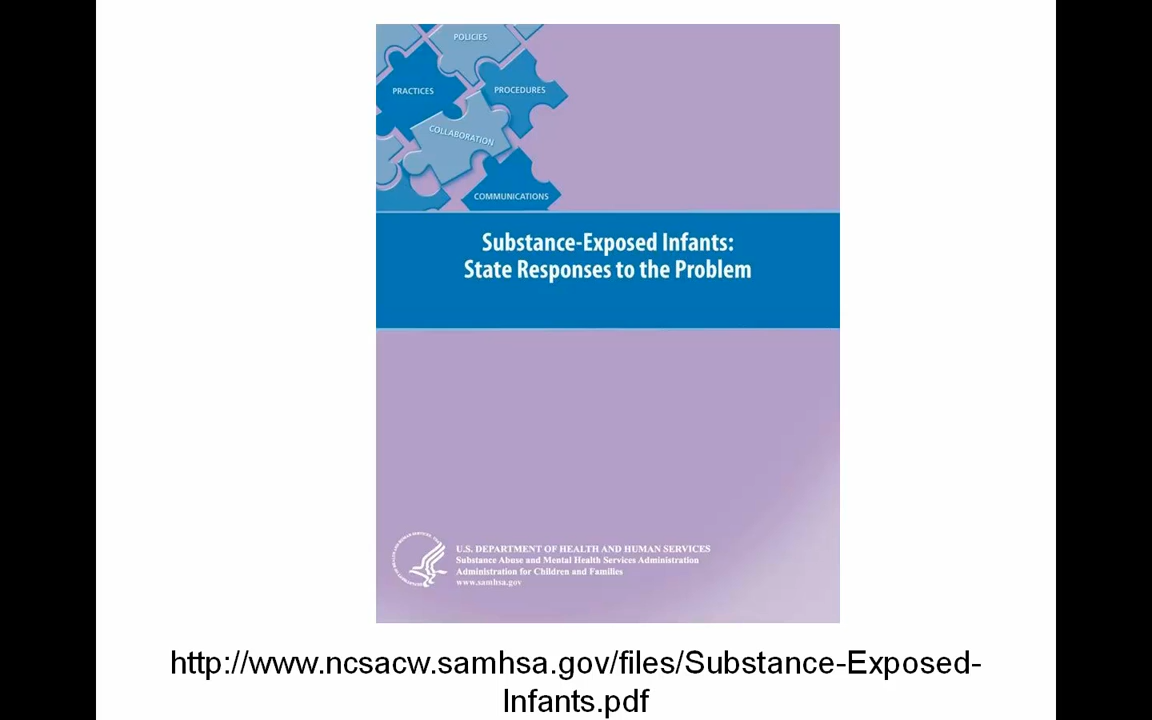 POLICIES
PRACTICES
PROCEDURES
COLLABORATION
COMMUNICATIONS
Substance-Exposed Infants:
State Responses to the Problem
U.S. DEPARTMENT OF HEALTH AND HUMAN SERVICES
Substance Abuse and Mental Health Services Administration
Administration for Children and Families
www.samhsa.gov
http://www.ncsacw.samhsa.gov/files/Substance-Exposed-
Infants.pdf